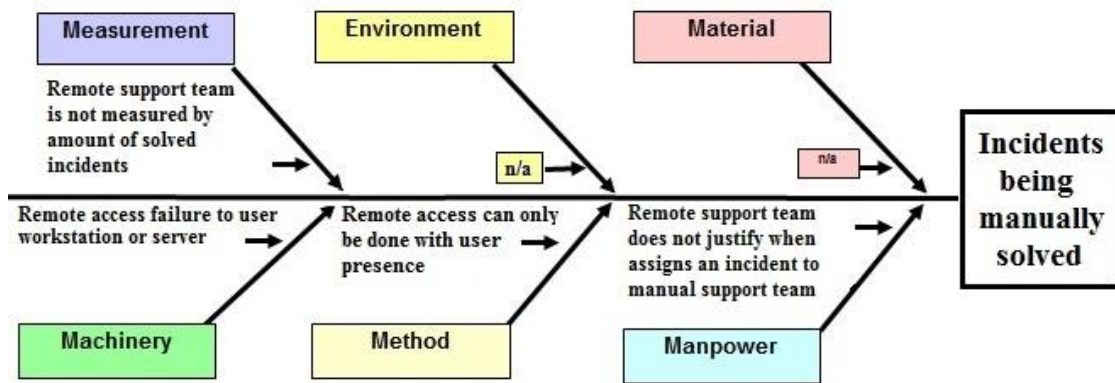 Measurement
Environment
Material
Remote support team
is not measured by
amount of solved
incidents
n/a
n/a
Incidents
being
manually
solved
Remote access failure to user
workstation or server
Remote access can only
be done with user
presence
Remote support team
does not justify when
assigns an incident to
manual support team
Machinery
Method
Manpower